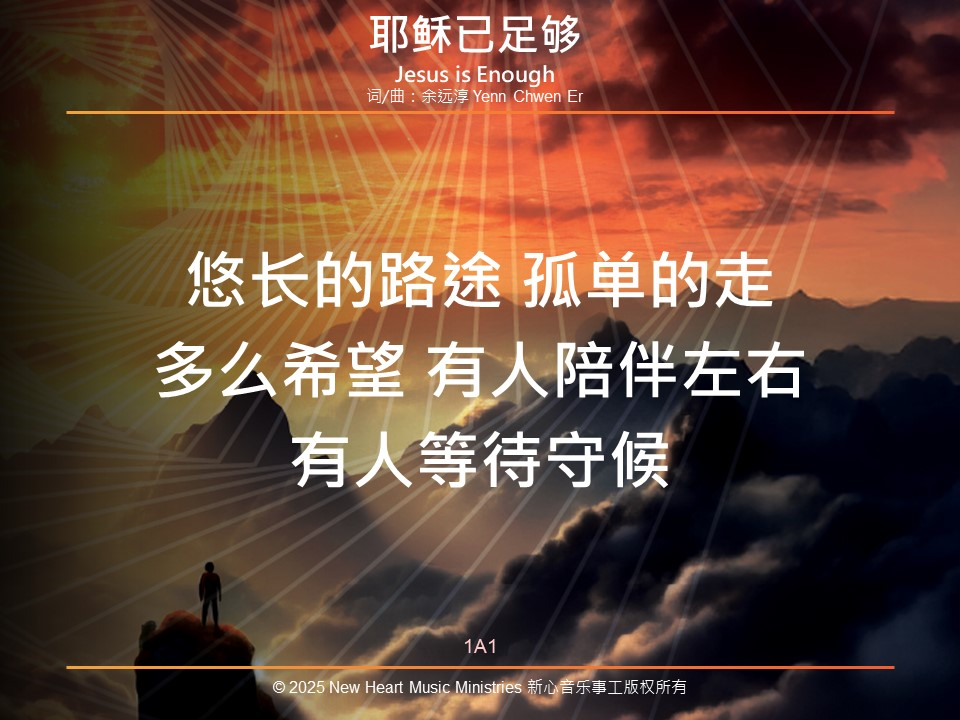 耶稣已足够
Jesus is Enough
词/曲：余远淳 Yenn Chwen Er
悠长的路途 孤单的走
多么希望 有人陪伴左右
有人等待守候
1A1
© 2025 New Heart Music Ministries 新心音乐事工版权所有